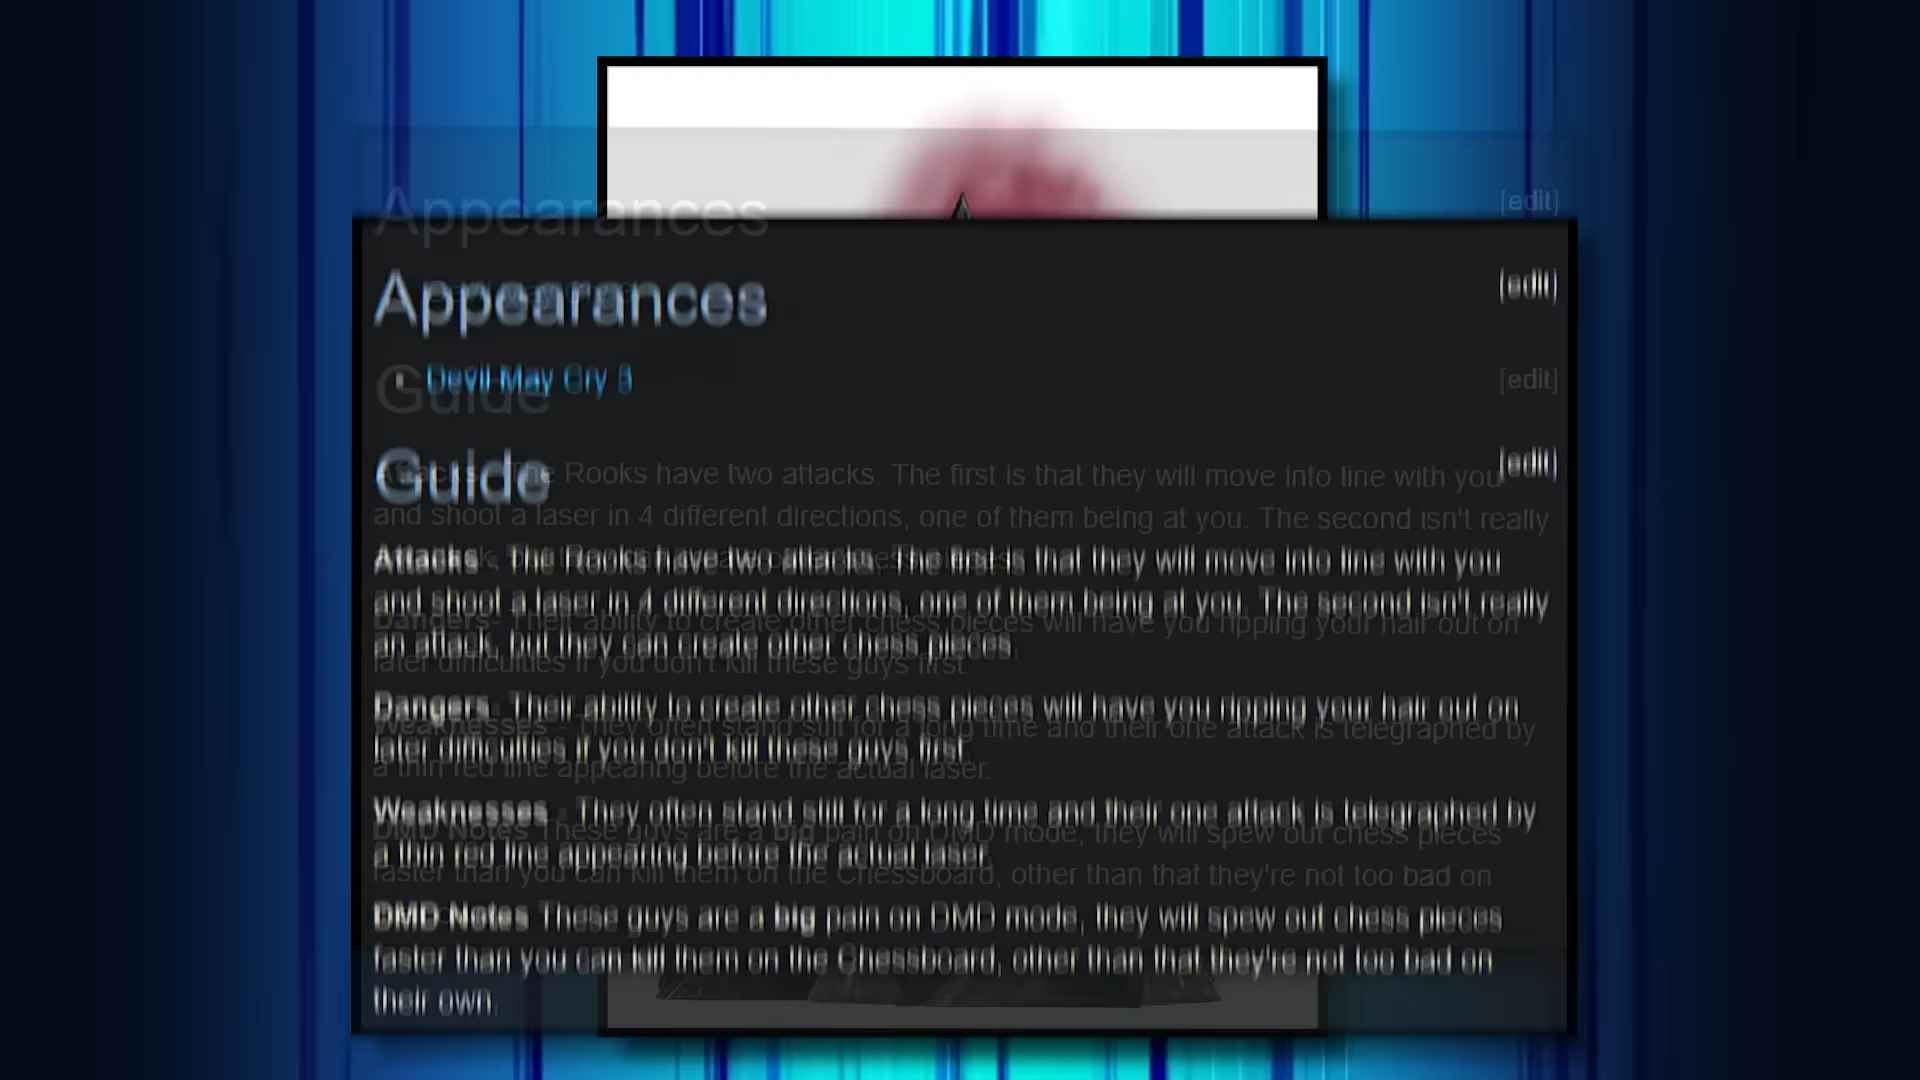 Appearances [edit]
Devil May Cry 3
Guide [edit]
Attacks - The Rooks have two attacks. The first is that they will move into line with you
and shoot a laser in 4 different directions, one of them being at you. The second isn't really
an attack, but they can create other chess pieces.
Dangers- Their ability to create other chess pieces will have you ripping your hair out on
later difficulties if you don't kill these guys first.
Weaknesses - They often stand still for a long time and their one attack is telegraphed by
a thin red line appearing before the actual laser.
DMD Notes These guys are a big pain on DMD mode, they will spew out chess pieces
faster than you can kill them on the Chessboard, other than that they're not too bad on
their own.